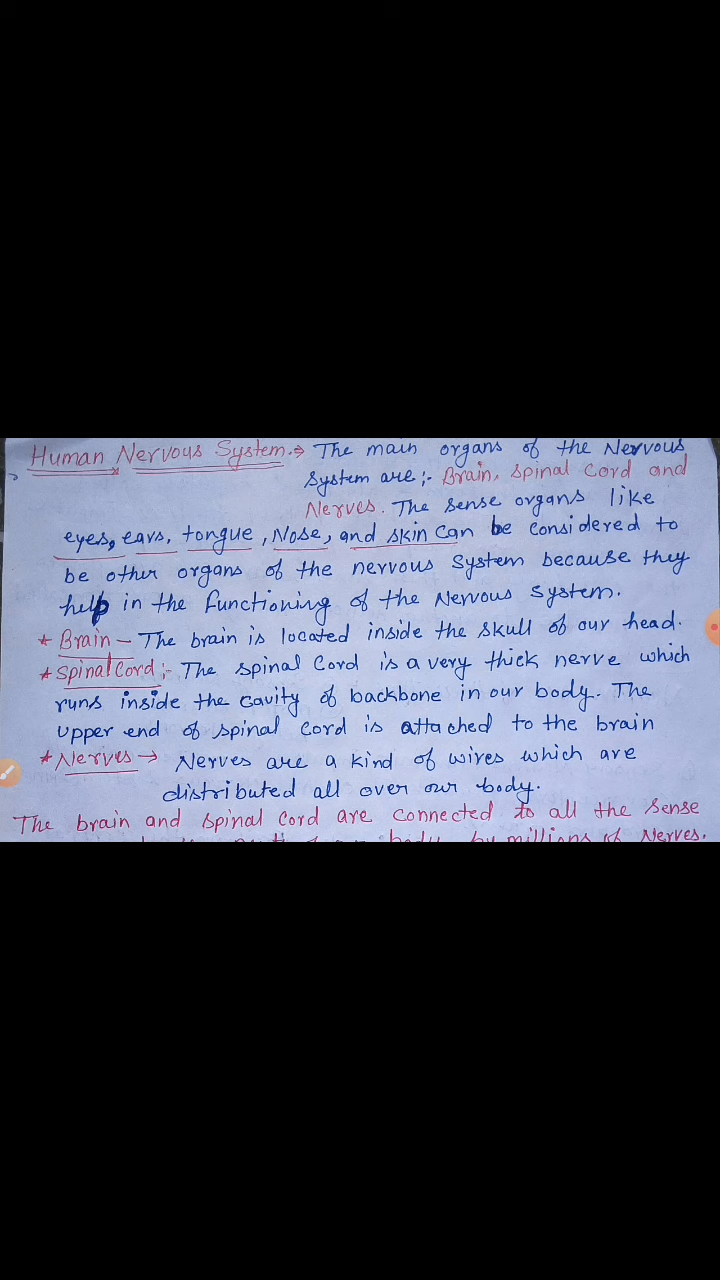 Human Nervous System.→ The main organs of the Nervous
System are:- Brain, Spinal Cord and
Nerves. The Sense organs like
eyes, ears, tongue, Nose, and skin can be considered to
be other organs of the nervous System because they
help in the functioning of the Nervous System.
* Brain – The brain is located inside the skull of our head.
* Spinal Cord:- The spinal Cord is a very thick nerve which
runs inside the cavity of backbone in our body. The
upper end of spinal cord is attached to the brain
* Nerves → Nerves are a kind of wires which are
distributed all over our body.
The brain and spinal cord are connected to all the sense
body by millions of Nerves.